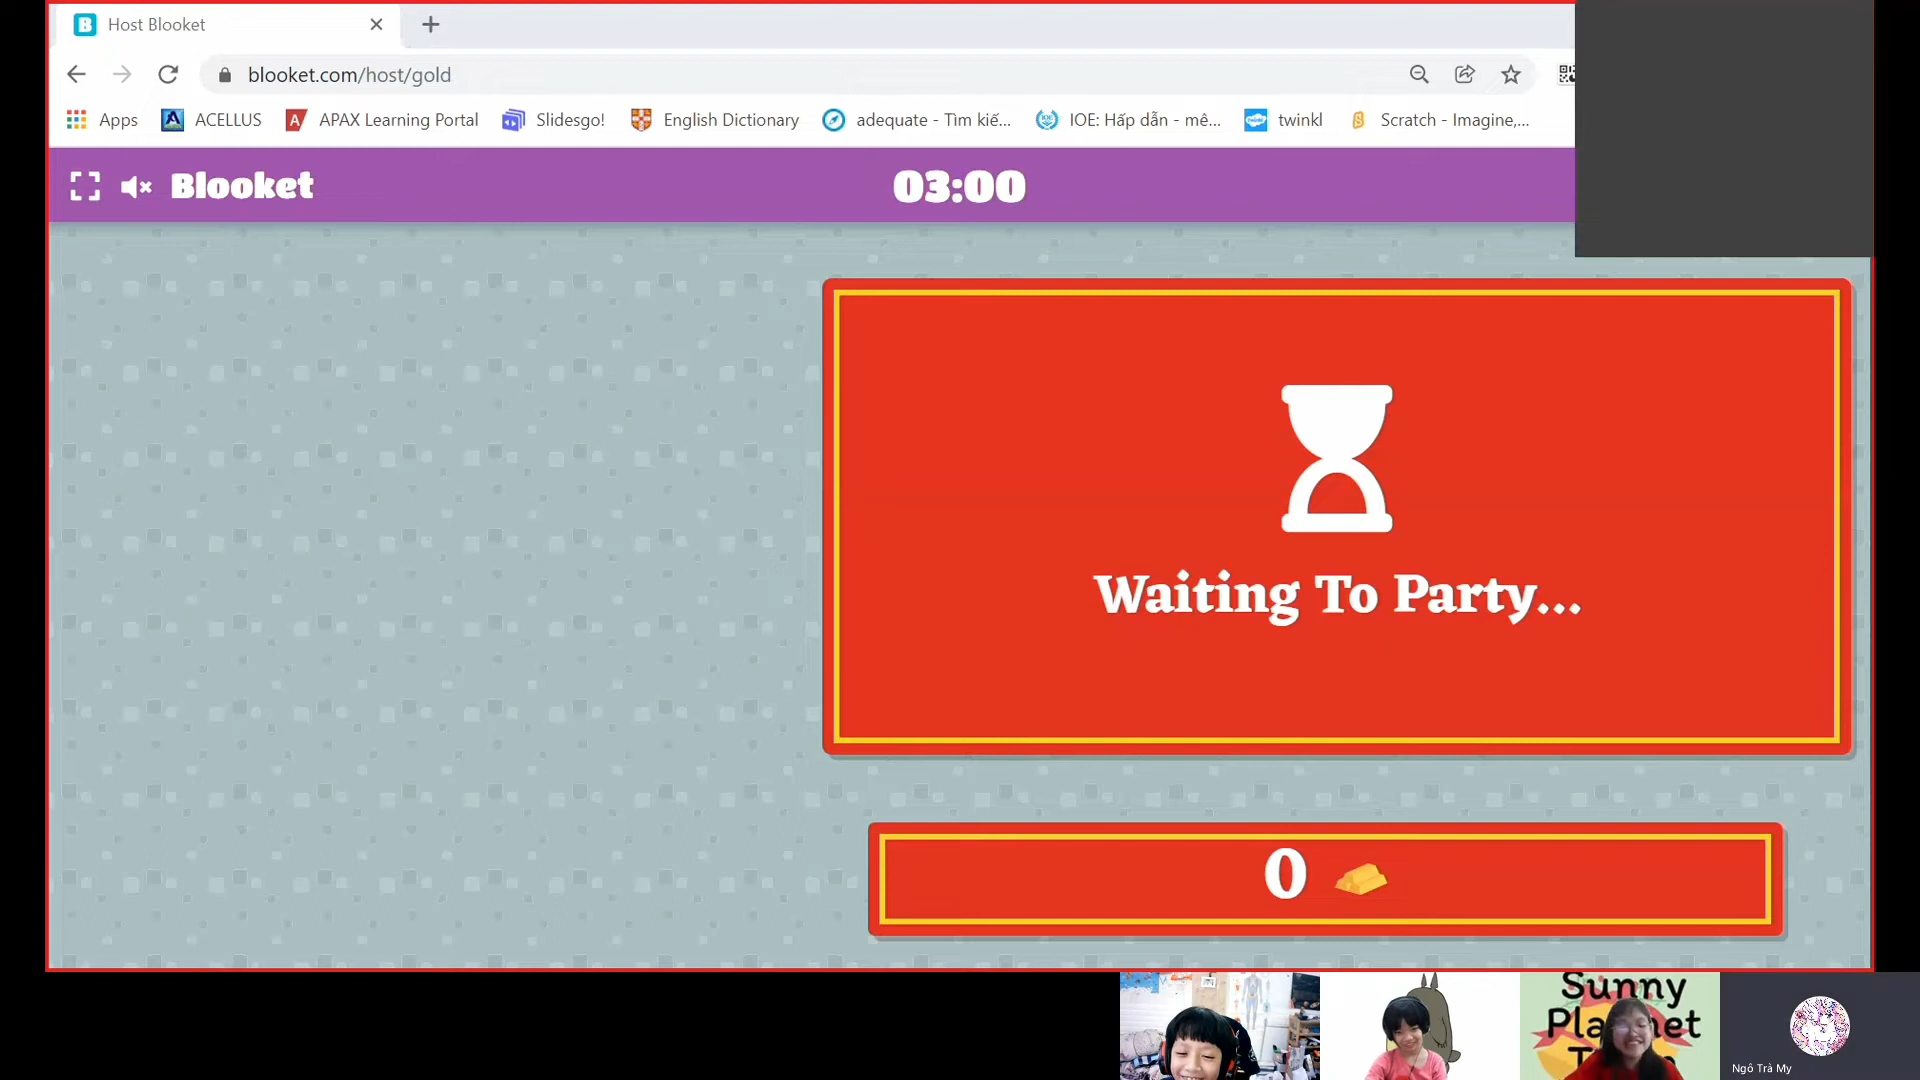 Host Blooket
blooket.com/host/gold
Apps ACELLUS APAX Learning Portal Slidesgo! English Dictionary adequate - Tìm kiế... IOE: Hấp dẫn - mê... twinkl Scratch - Imagine,...
Blooket 03:00
Waiting To Party...
0
Sunny
Ngô Trà My